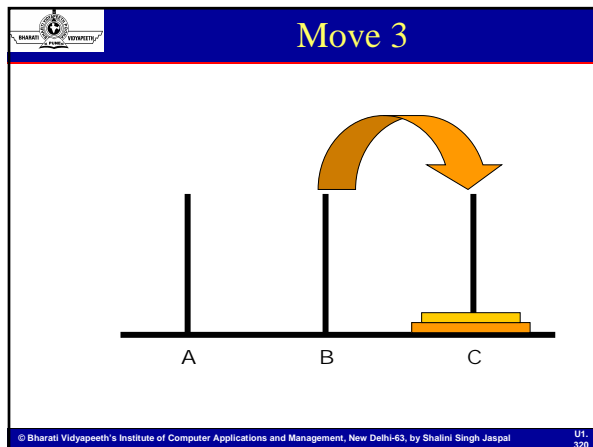 BHARATI VIDYAPEETH
PUNE
Move 3
A B C
© Bharati Vidyapeeth's Institute of Computer Applications and Management, New Delhi-63, by Shalini Singh Jaspal
U1.
320